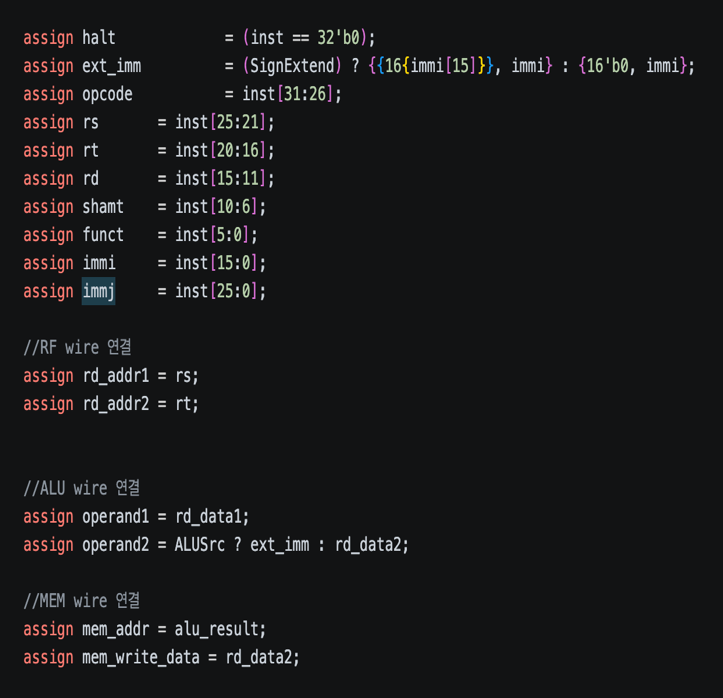 assign halt             = (inst == 32'b0);
assign ext_imm          = (SignExtend) ? {{16{immi[15]}}, immi} : {16'b0, immi};
assign opcode           = inst[31:26];
assign rs       = inst[25:21];
assign rt       = inst[20:16];
assign rd       = inst[15:11];
assign shamt    = inst[10:6];
assign funct    = inst[5:0];
assign immi     = inst[15:0];
assign immj     = inst[25:0];
//RF wire 연결
assign rd_addr1 = rs;
assign rd_addr2 = rt;
//ALU wire 연결
assign operand1 = rd_data1;
assign operand2 = ALUSrc ? ext_imm : rd_data2;
//MEM wire 연결
assign mem_addr = alu_result;
assign mem_write_data = rd_data2;